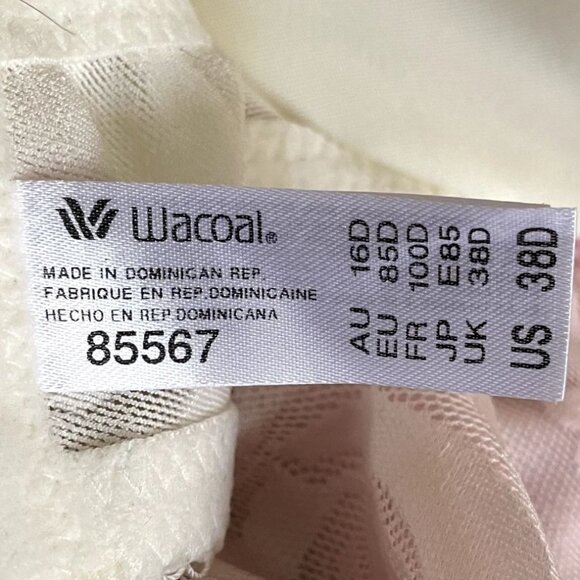 Wacoal®
MADE IN DOMINICAN REP.
FABRIQUE EN REP.DOMINICAINE
HECHO EN REP.DOMINICANA
85567
AU 16D
EU 85D
FR 100D
JP E85
UK 38D
US 38D